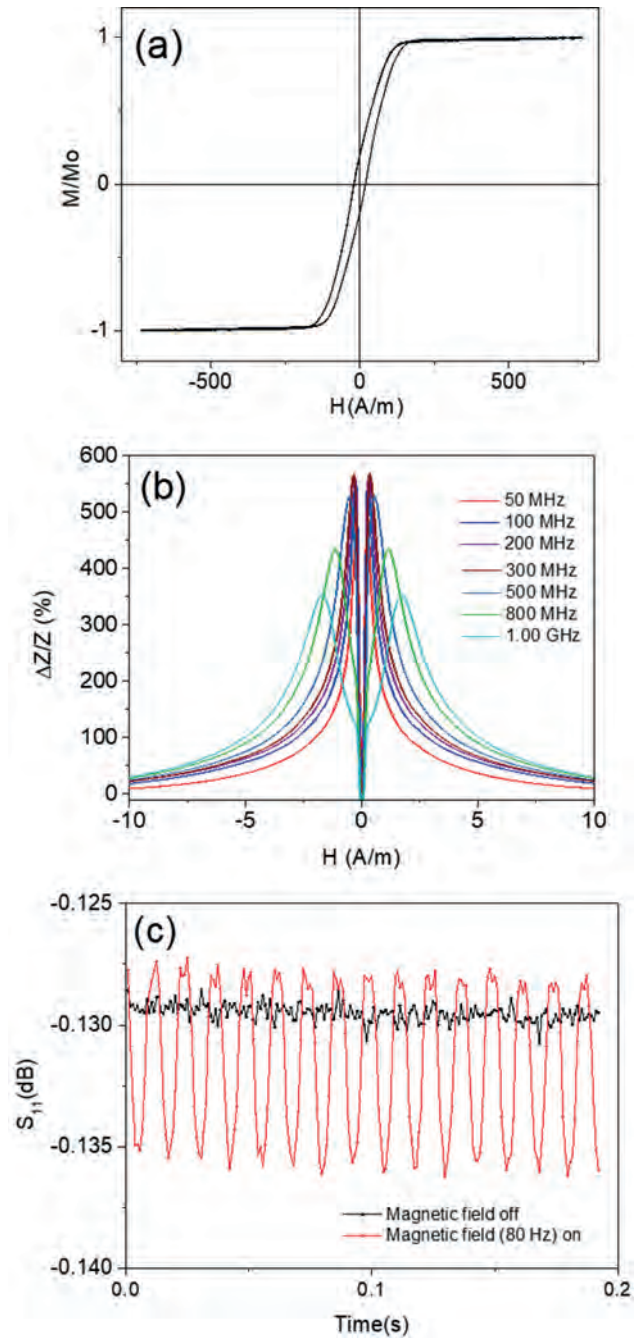 (a)
1
0
-1
M/Mo
-500
0
500
H(A/m)
(b)
600
500
400
300
200
100
0
ΔZ/Z (%)
50 MHz
100 MHz
200 MHz
300 MHz
500 MHz
800 MHz
1.00 GHz
-10
-5
0
5
10
H (A/m)
(c)
-0.125
-0.130
-0.135
-0.140
S₁₁(dB)
Magnetic field off
Magnetic field (80 Hz) on
0.0
0.1
0.2
Time(s)